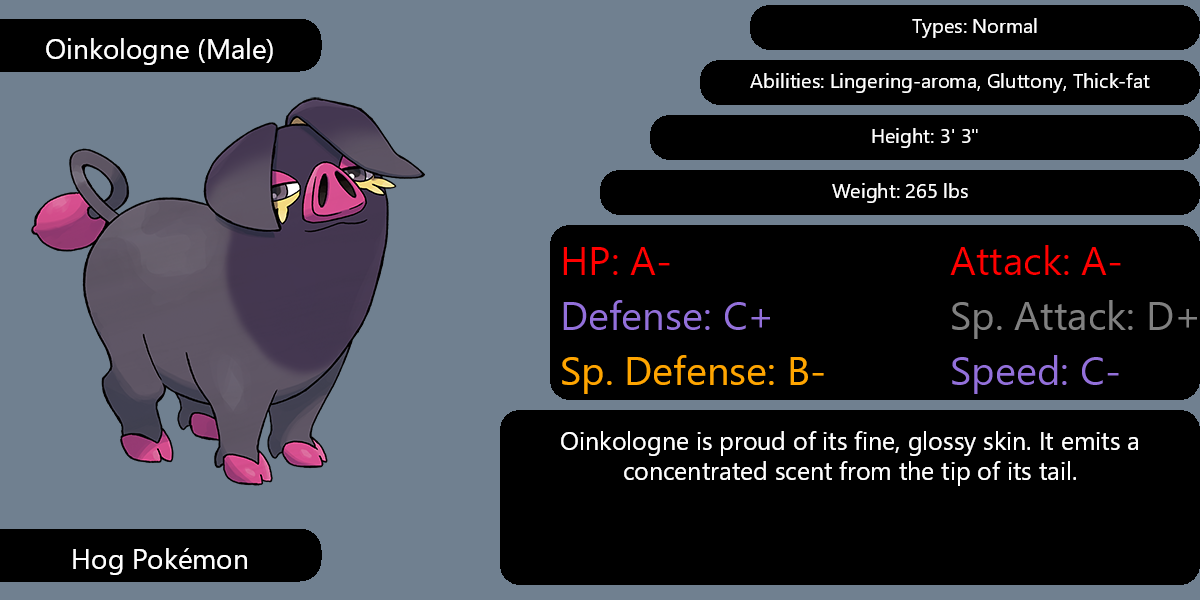 Oinkologne (Male)
Types: Normal
Abilities: Lingering-aroma, Gluttony, Thick-fat
Height: 3' 3"
Weight: 265 lbs
HP: A-
Attack: A-
Defense: C+
Sp. Attack: D+
Sp. Defense: B-
Speed: C-
Oinkologne is proud of its fine, glossy skin. It emits a
concentrated scent from the tip of its tail.
Hog Pokémon